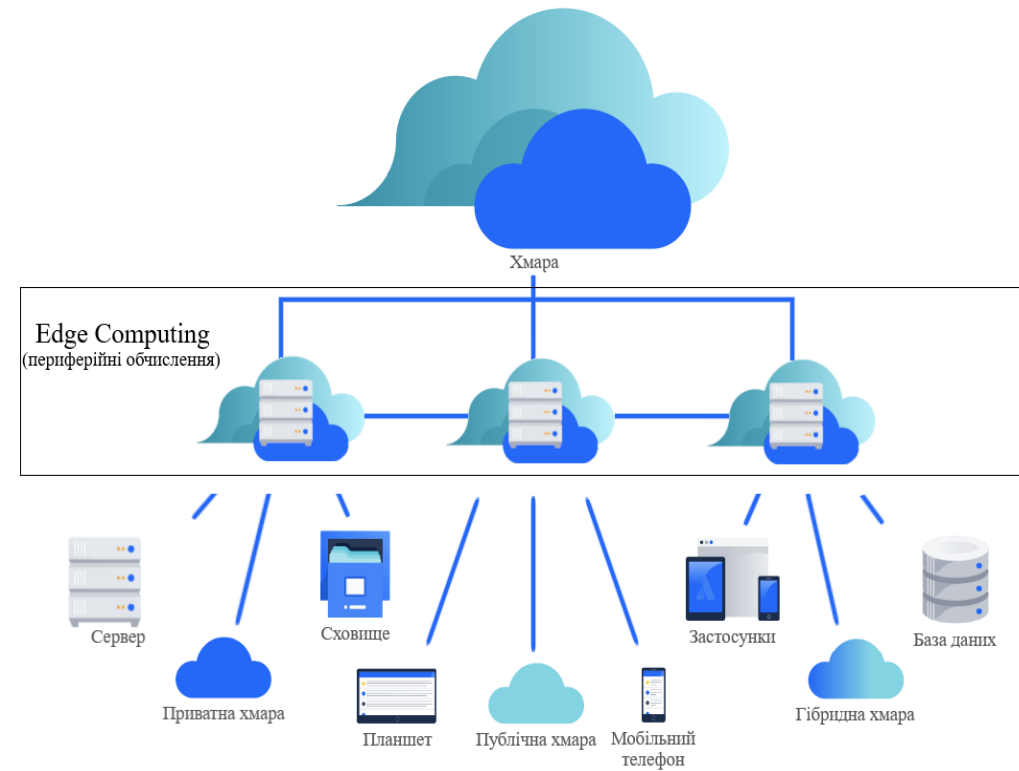 Хмара
Edge Computing
(периферійні обчислення)
Сервер
Сховище
Застосунки
База даних
Приватна хмара
Планшет
Публічна хмара
Мобільний
телефон
Гібридна хмара